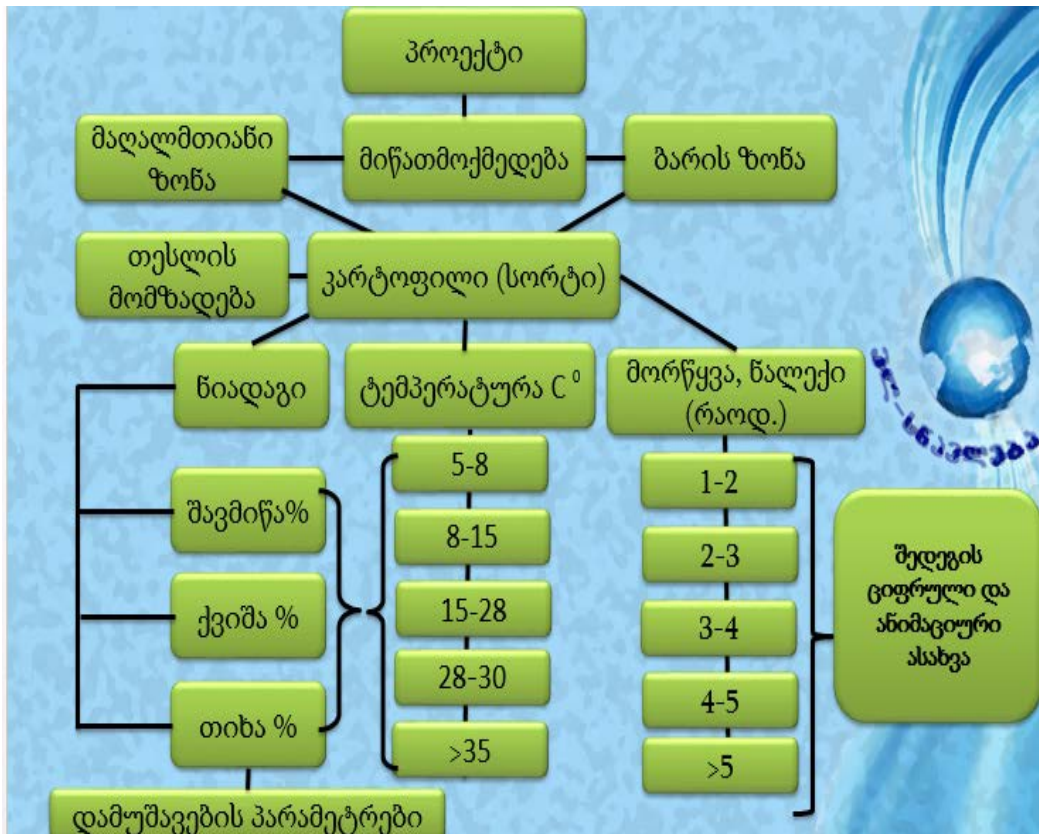 პროექტი
მაღალმთიანი
ზონა
მიწათმოქმედება
ბარის ზონა
თესლის
მომზადება
კარტოფილი (სორტი)
ნიადაგი
ტემპერატურა C⁰
მორწყვა, ნალექი
(რაოდ.)
შავმიწა%
ქვიშა %
თიხა %
5-8
8-15
15-28
28-30
>35
1-2
2-3
3-4
4-5
>5
შედეგის
ციფრული და
ანიმაციური
ასახვა
დამუშავების პარამეტრები